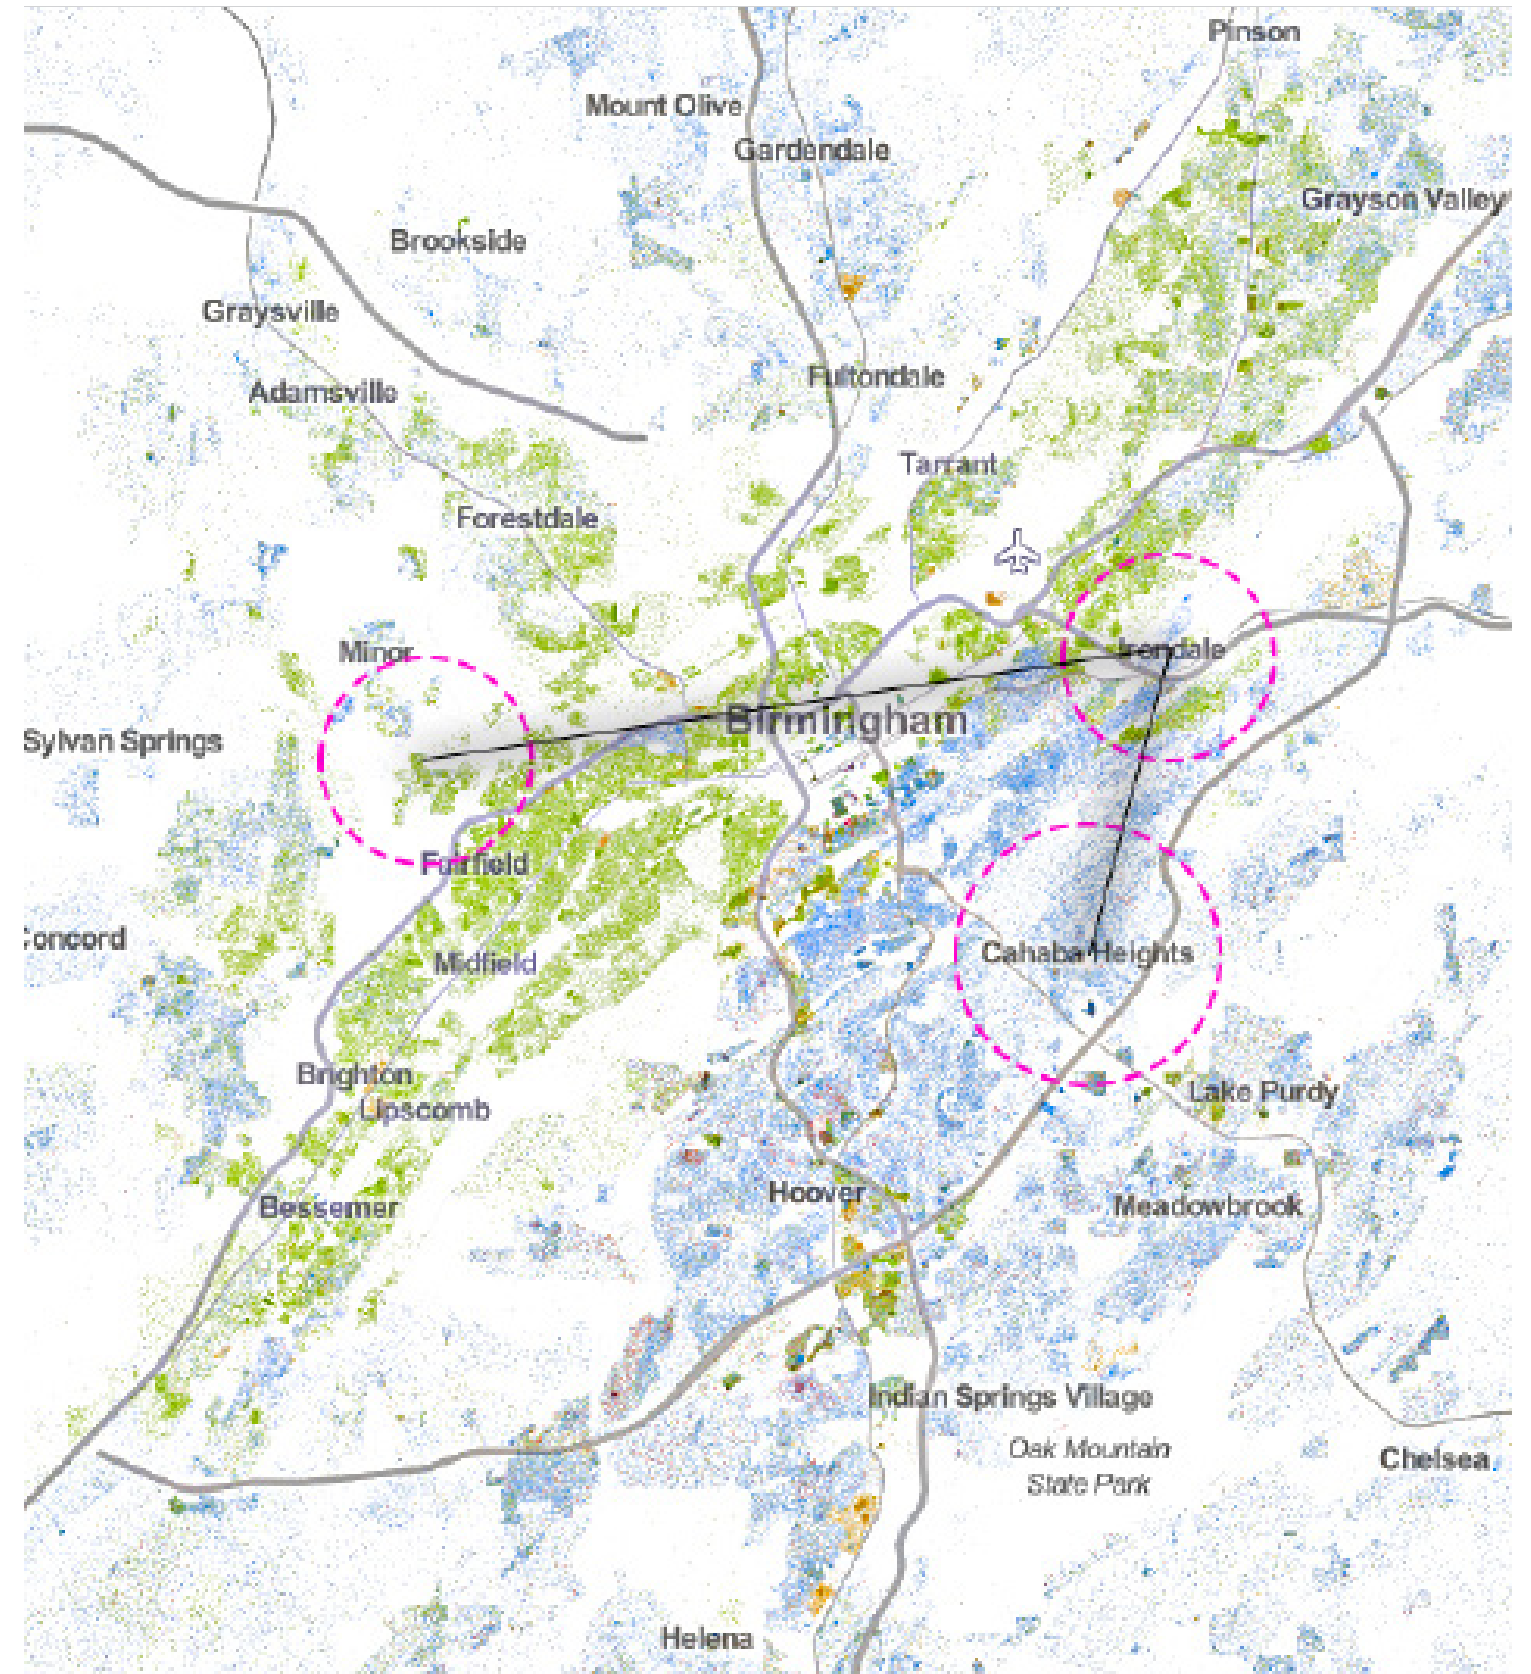 Pinson
Mount Olive
Gardendale
Grayson Valley
Brookside
Graysville
Fultondale
Adamsville
Tarrant
Forestdale
Minor
Irondale
Birmingham
Sylvan Springs
Fairfield
Concord
Cahaba Heights
Midfield
Brighton
Lake Purdy
Lipscomb
Hoover
Meadowbrook
Bessemer
Indian Springs Village
Oak Mountain
State Park
Chelsea
Helena